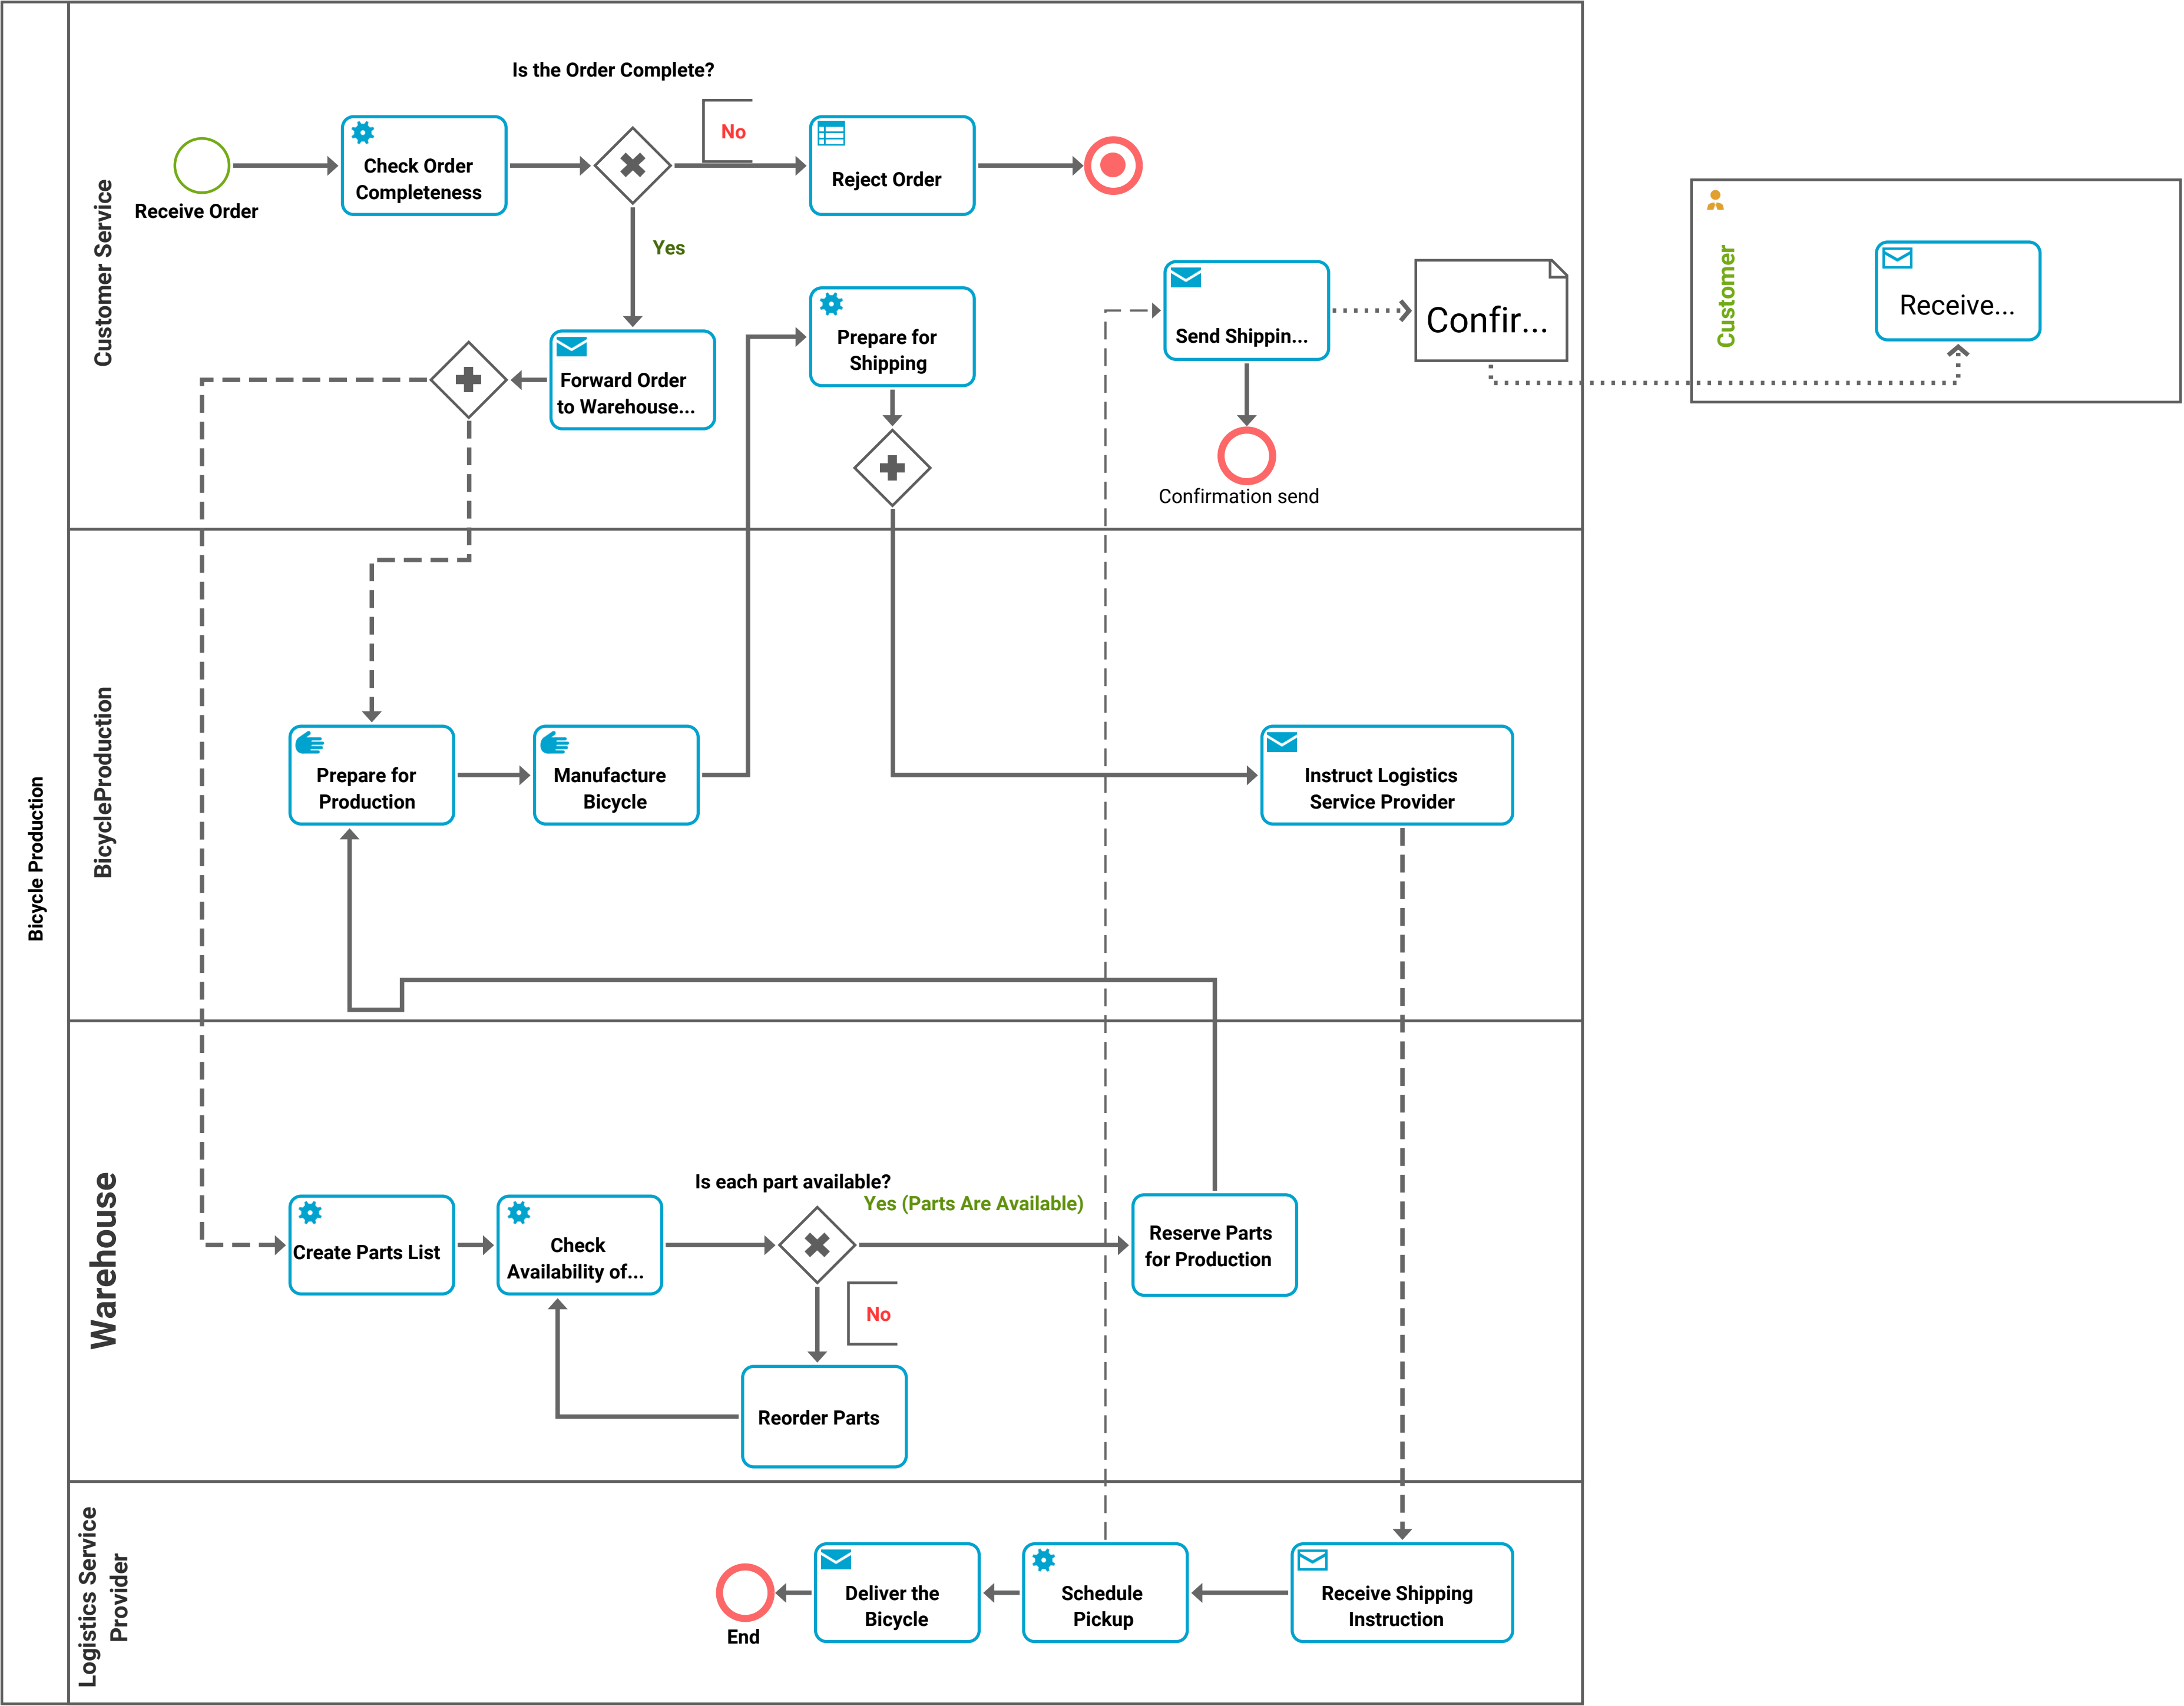 Is the Order Complete?
No
Check Order
Completeness
Reject Order
Receive Order
Yes
Customer Service
Prepare for
Shipping
Forward Order
to Warehouse...
Send Shippin...
Confir...
Confirmation send
Customer
Receive...
Bicycle Production
BicycleProduction
Prepare for
Production
Manufacture
Bicycle
Instruct Logistics
Service Provider
Warehouse
Is each part available?
Yes (Parts Are Available)
Create Parts List
Check
Availability of...
Reserve Parts
for Production
No
Reorder Parts
Logistics Service
Provider
End
Deliver the
Bicycle
Schedule
Pickup
Receive Shipping
Instruction